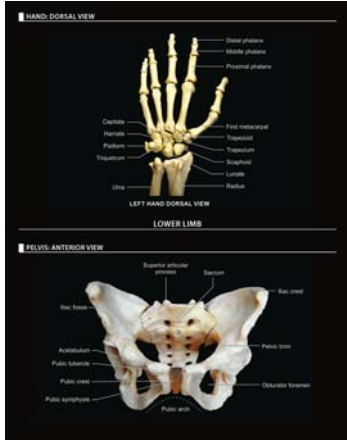 HAND: DORSAL VIEW
Distal phalanx
Middle phalanx
Proximal phalanx
Capitate
Hamate
Pisiform
Triquetrum
Ulna
First metacarpal
Trapezoid
Trapezium
Scaphoid
Lunate
Radius
LEFT HAND DORSAL VIEW
LOWER LIMB
PELVIS: ANTERIOR VIEW
Superior articular
process
Sacrum
Iliac crest
Iliac fossa
Acetabulum
Pubic tubercle
Pubic crest
Pubic symphysis
Pelvic brim
Obturator foramen
Pubic arch